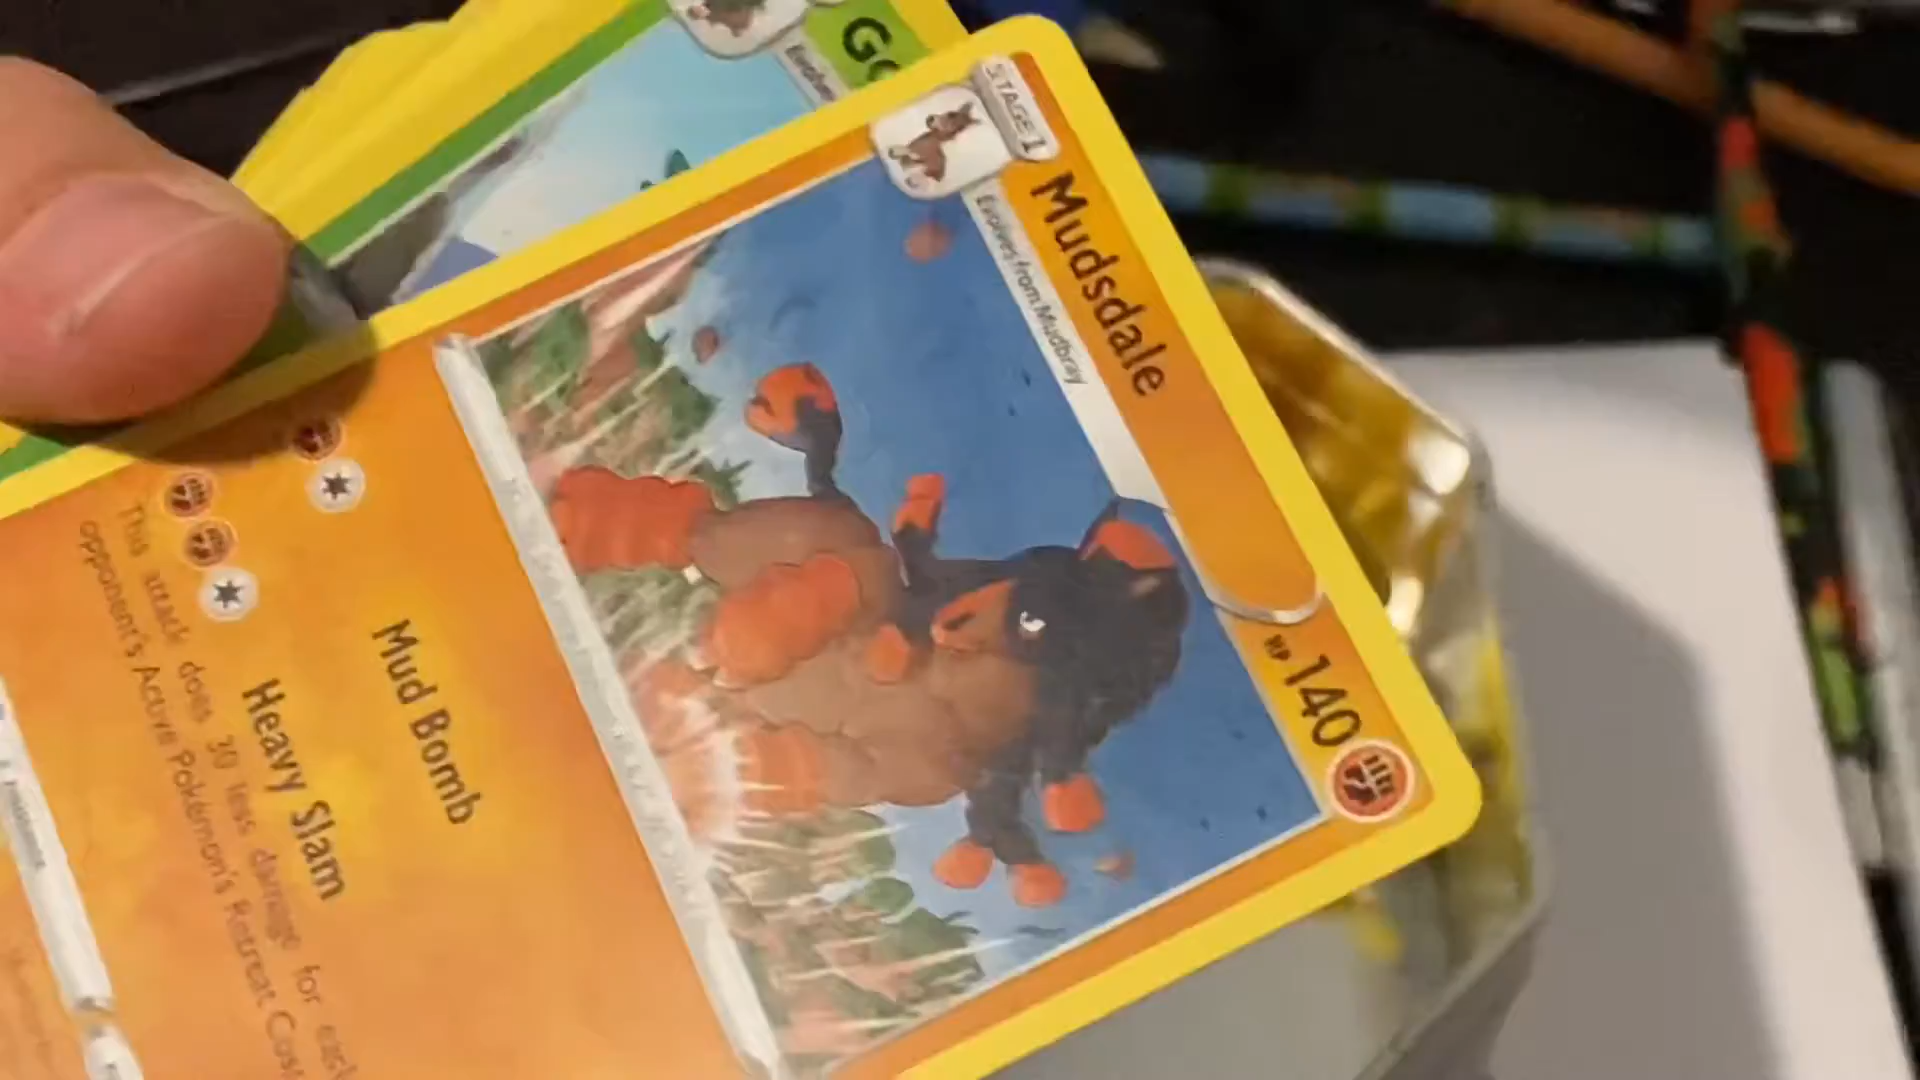 Go
STAGE 1
Mudsdale
HP 140
Evolves from Mudbray
Mud Bomb
Heavy Slam
This attack does 30 less damage for each
opponent's Active Pokémon's Retreat Cost